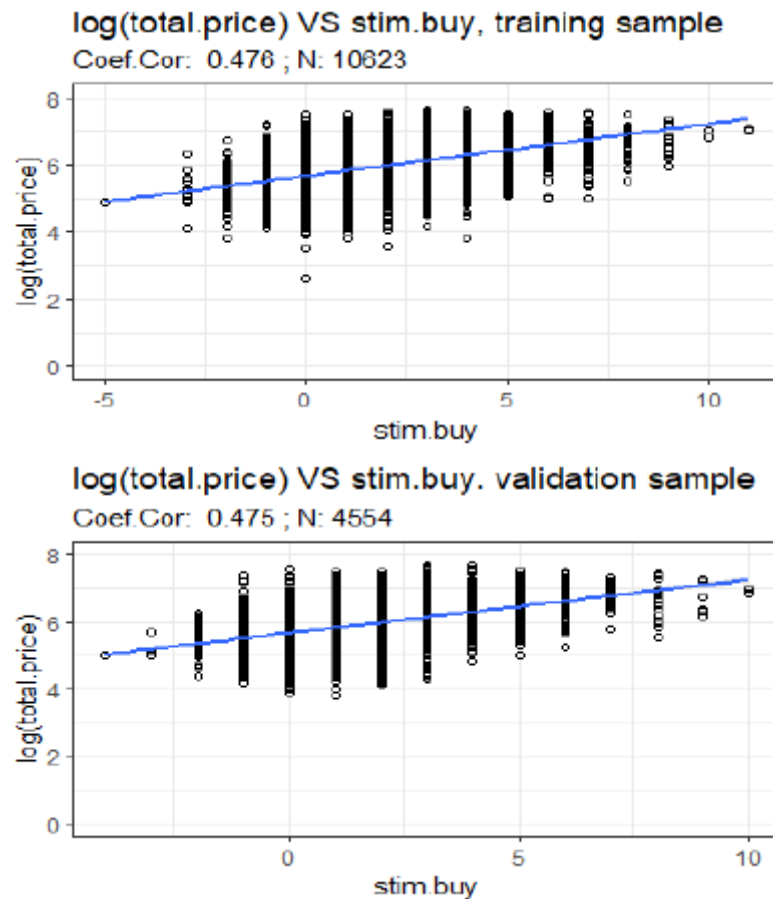 log(total.price) VS stim.buy, training sample
Coef.Cor: 0.476 ; N: 10623
8
6
4
2
0
log(total.price)
-5
0
5
10
stim.buy
log(total.price) VS stim.buy. validation sample
Coef.Cor: 0.475 ; N: 4554
8
6
4
2
0
log(total.price)
0
5
10
stim.buy